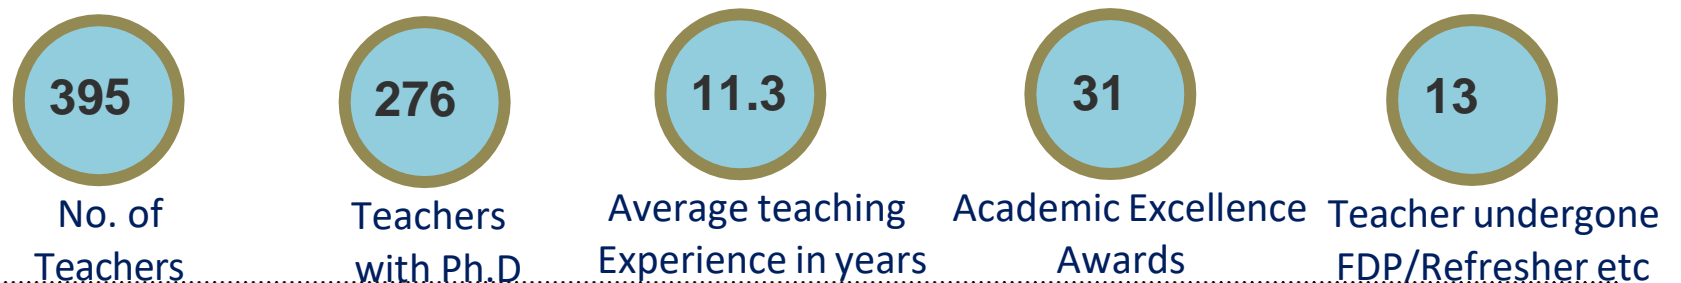 395
No. of
Teachers
276
Teachers
with Ph.D
11.3
Average teaching
Experience in years
31
Academic Excellence
Awards
13
Teacher undergone
FDP/Refresher etc